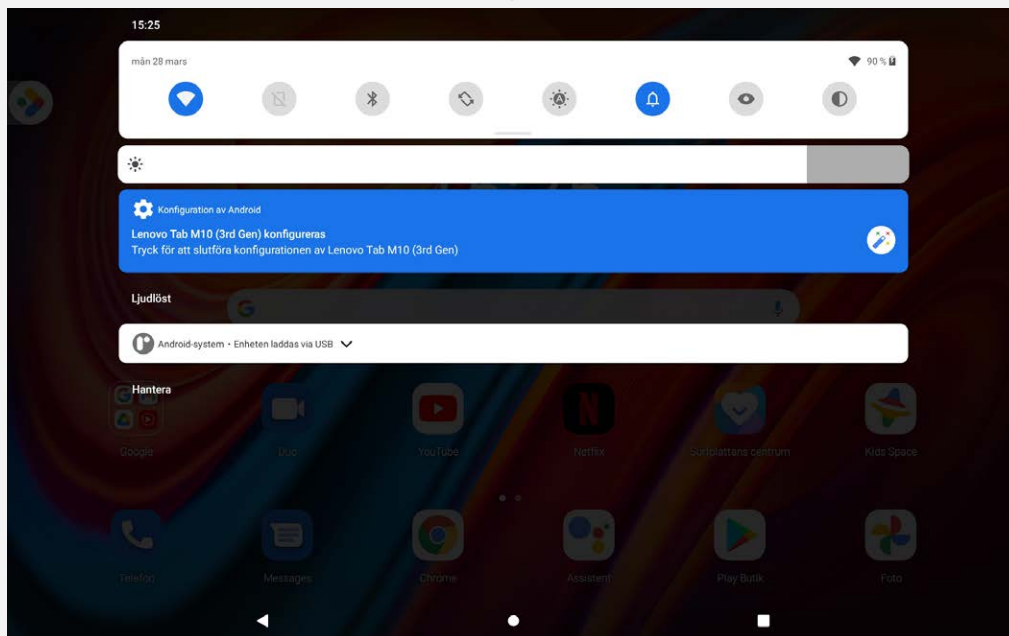 15:25
mån 28 mars
90 %
Konfiguration av Android
Lenovo Tab M10 (3rd Gen) konfigureras
Tryck för att slutföra konfigurationen av Lenovo Tab M10 (3rd Gen)
Ljudlöst
Android-system • Enheten laddas via USB
Hantera
Google Duo YouTube Netflix Surfplattans centrum Kids Space
Telefon Messages Chrome Assistent Play Butik Foto